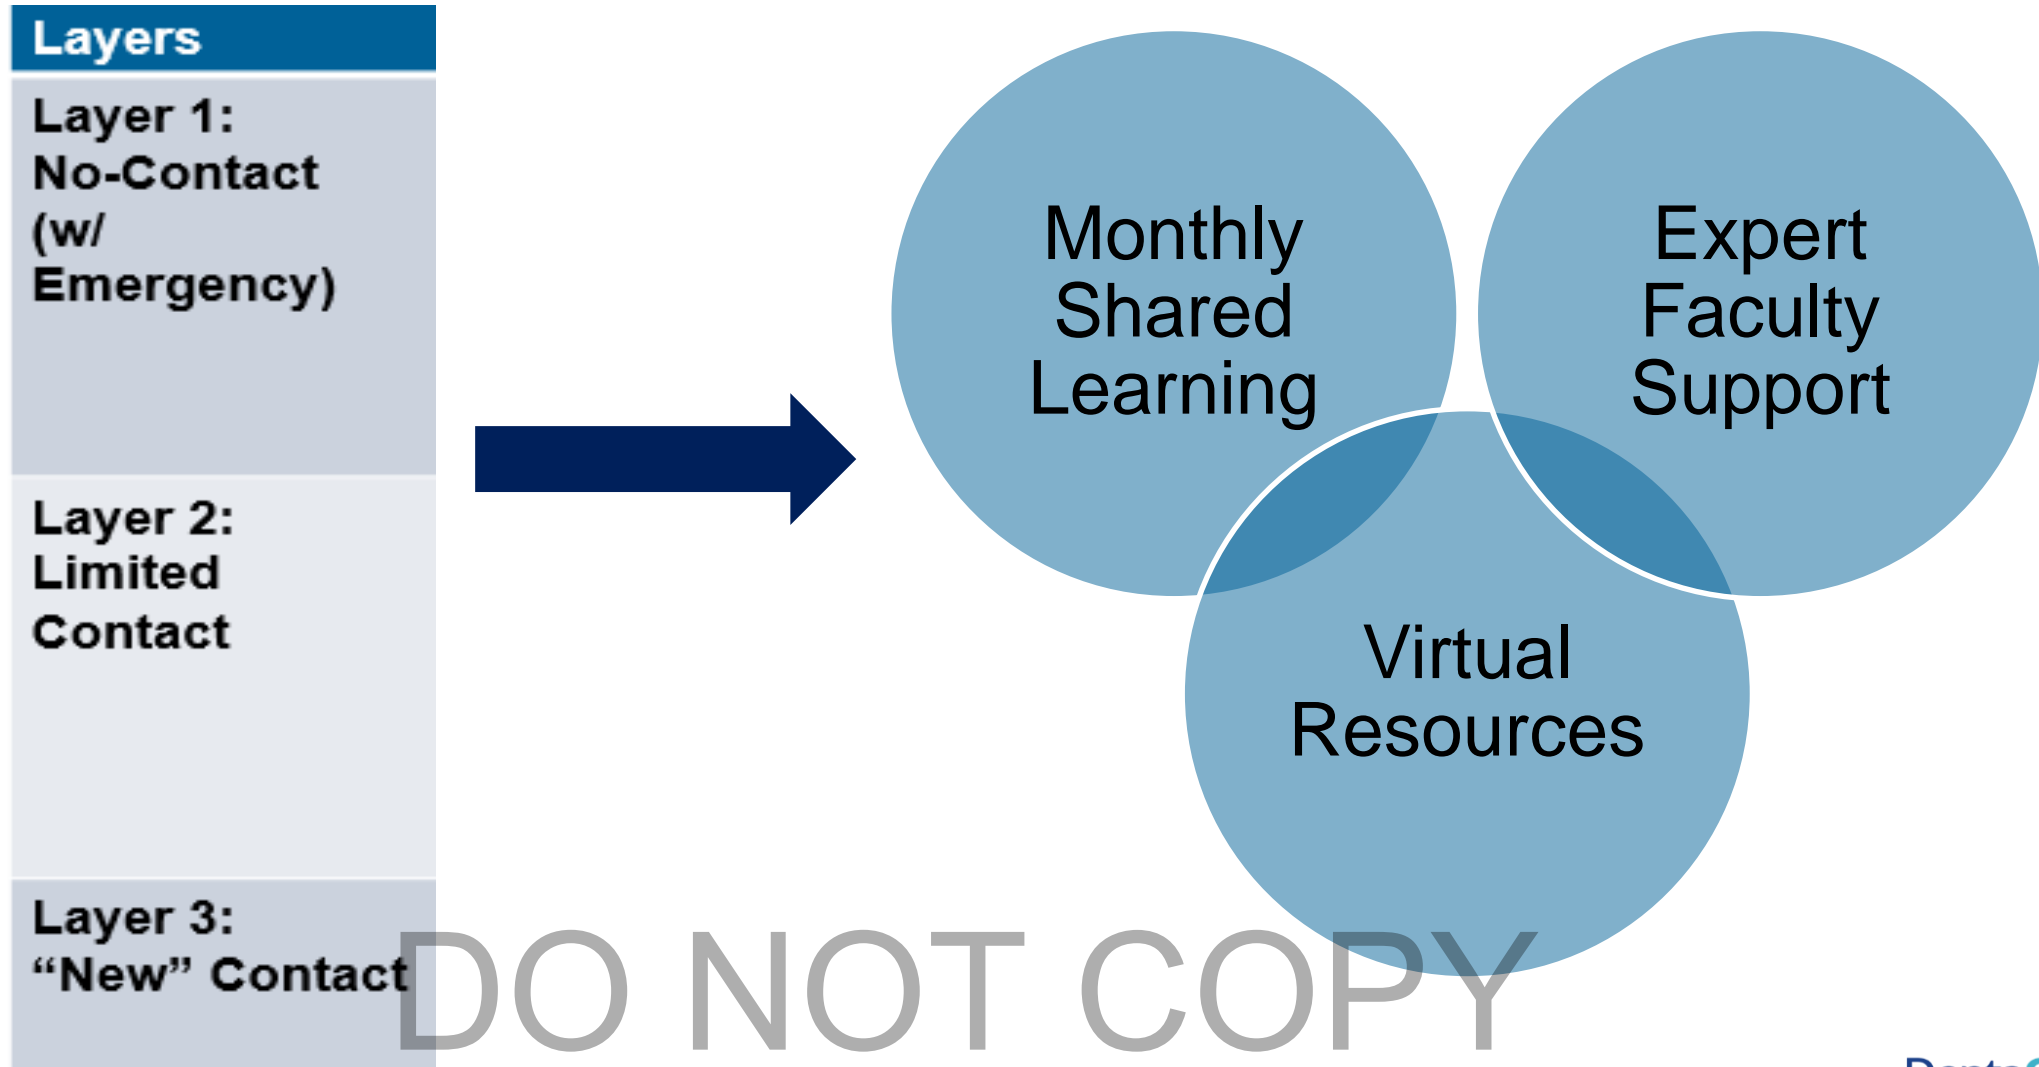 Layers
Layer 1:
No-Contact
(w/
Emergency)
Layer 2:
Limited
Contact
Layer 3:
“New” Contact
Monthly
Shared
Learning
Expert
Faculty
Support
Virtual
Resources
DO NOT COPY